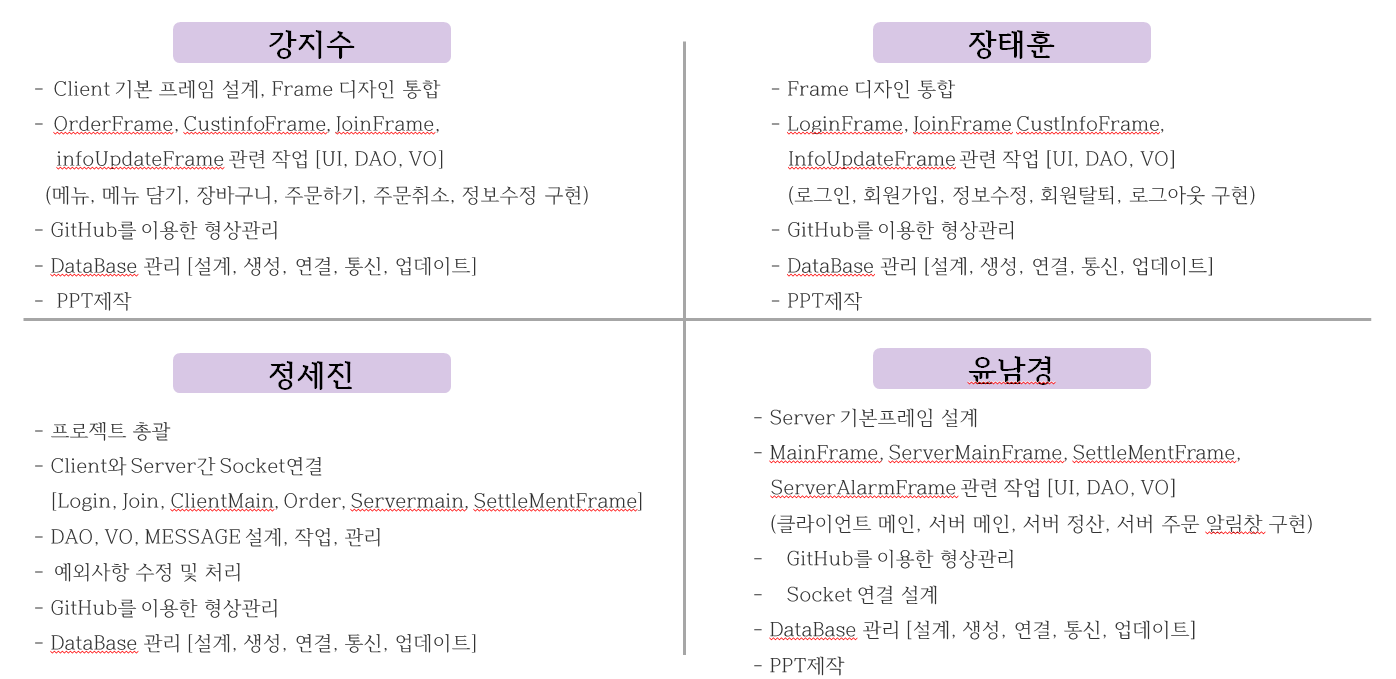 강지수
- Client 기본 프레임 설계, Frame 디자인 통합
- OrderFrame, CustinfoFrame, JoinFrame,
infoUpdateFrame 관련 작업 [UI, DAO, VO]
(메뉴, 메뉴 담기, 장바구니, 주문하기, 주문취소, 정보수정 구현)
- GitHub를 이용한 형상관리
- DataBase 관리 [설계, 생성, 연결, 통신, 업데이트]
- PPT제작
장태훈
- Frame 디자인 통합
- LoginFrame, JoinFrame CustInfoFrame,
InfoUpdateFrame 관련 작업 [UI, DAO, VO]
(로그인, 회원가입, 정보수정, 회원탈퇴, 로그아웃 구현)
- GitHub를 이용한 형상관리
- DataBase 관리 [설계, 생성, 연결, 통신, 업데이트]
- PPT제작
정세진
- 프로젝트 총괄
- Client와 Server간 Socket연결
[Login, Join, ClientMain, Order, Servermain, SettleMentFrame]
- DAO, VO, MESSAGE 설계, 작업, 관리
- 예외사항 수정 및 처리
- GitHub를 이용한 형상관리
- DataBase 관리 [설계, 생성, 연결, 통신, 업데이트]
윤남경
- Server 기본프레임 설계
- MainFrame, ServerMainFrame, SettleMentFrame,
ServerAlarmFrame 관련 작업 [UI, DAO, VO]
(클라이언트 메인, 서버 메인, 서버 정산, 서버 주문 알림창 구현)
- GitHub를 이용한 형상관리
- Socket 연결 설계
- DataBase 관리 [설계, 생성, 연결, 통신, 업데이트]
- PPT제작